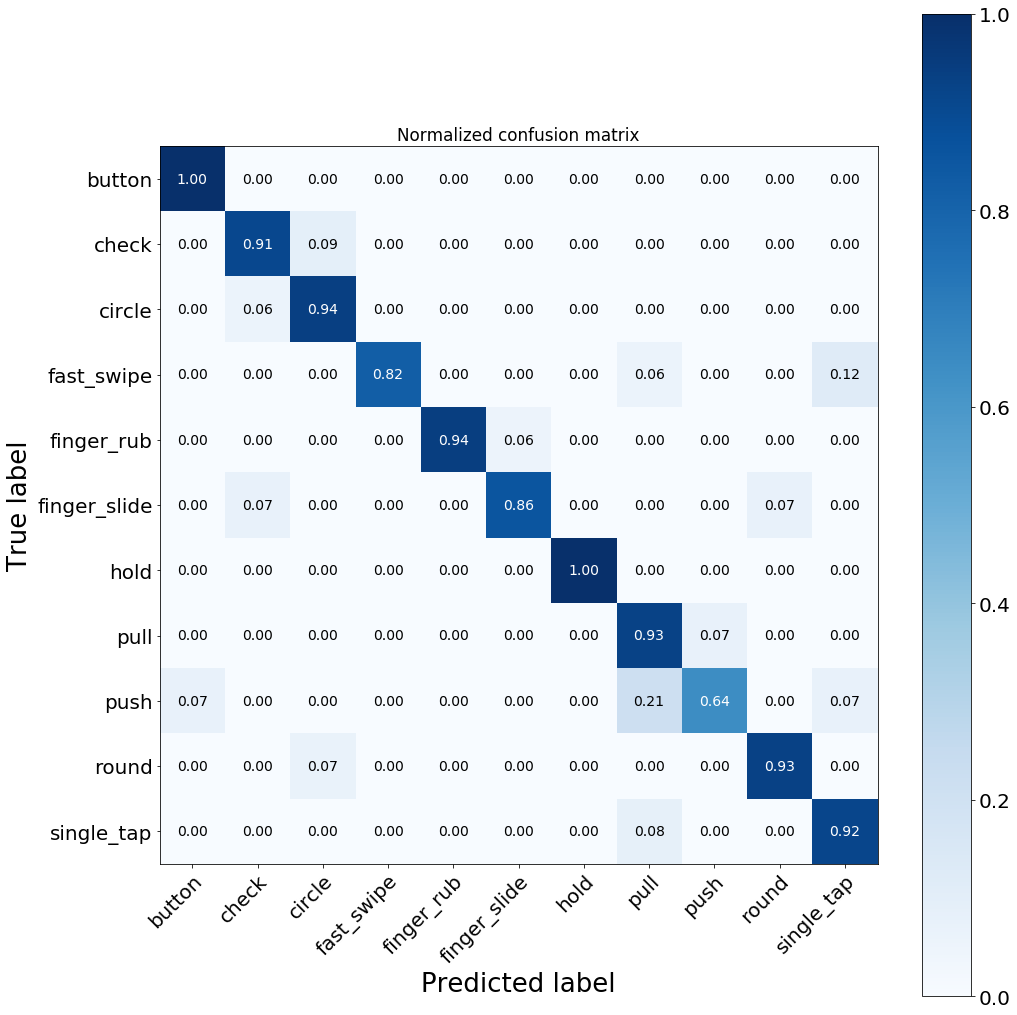 Normalized confusion matrix
True label
button 1.00 0.00 0.00 0.00 0.00 0.00 0.00 0.00 0.00 0.00 0.00
check 0.00 0.91 0.09 0.00 0.00 0.00 0.00 0.00 0.00 0.00 0.00
circle 0.00 0.06 0.94 0.00 0.00 0.00 0.00 0.00 0.00 0.00 0.00
fast_swipe 0.00 0.00 0.00 0.82 0.00 0.00 0.00 0.06 0.00 0.00 0.12
finger_rub 0.00 0.00 0.00 0.00 0.94 0.06 0.00 0.00 0.00 0.00 0.00
finger_slide 0.00 0.07 0.00 0.00 0.00 0.86 0.00 0.00 0.00 0.07 0.00
hold 0.00 0.00 0.00 0.00 0.00 0.00 1.00 0.00 0.00 0.00 0.00
pull 0.00 0.00 0.00 0.00 0.00 0.00 0.00 0.93 0.07 0.00 0.00
push 0.07 0.00 0.00 0.00 0.00 0.00 0.00 0.21 0.64 0.00 0.07
round 0.00 0.00 0.07 0.00 0.00 0.00 0.00 0.00 0.00 0.93 0.00
single_tap 0.00 0.00 0.00 0.00 0.00 0.00 0.00 0.08 0.00 0.00 0.92
button check circle fast_swipe finger_rub finger_slide hold pull push round single_tap
Predicted label
1.0
0.8
0.6
0.4
0.2
0.0